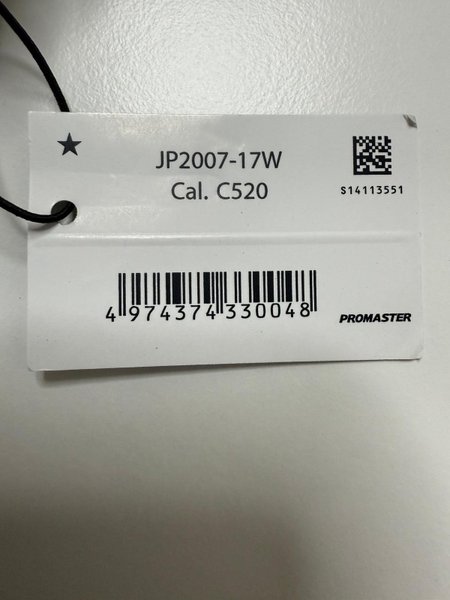 JP2007-17W
Cal. C520
S14113551
4 974374 330048
PROMASTER